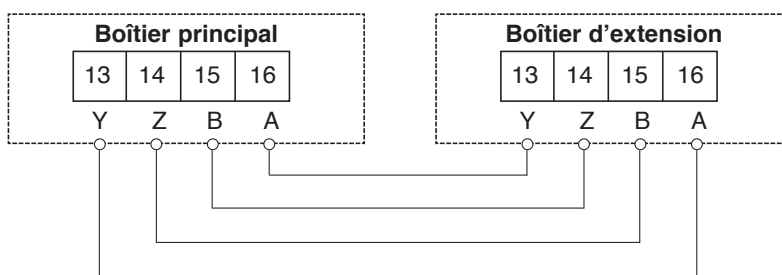 Boîtier principal
13 14 15 16
Y Z B A
Boîtier d'extension
13 14 15 16
Y Z B A